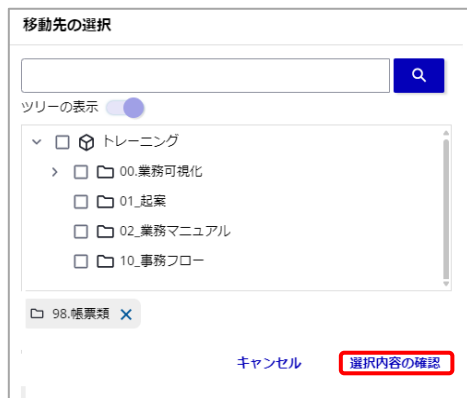 移動先の選択
ツリーの表示
トレーニング
00.業務可視化
01_起案
02_業務マニュアル
10_事務フロー
98.帳票類
キャンセル 選択内容の確認